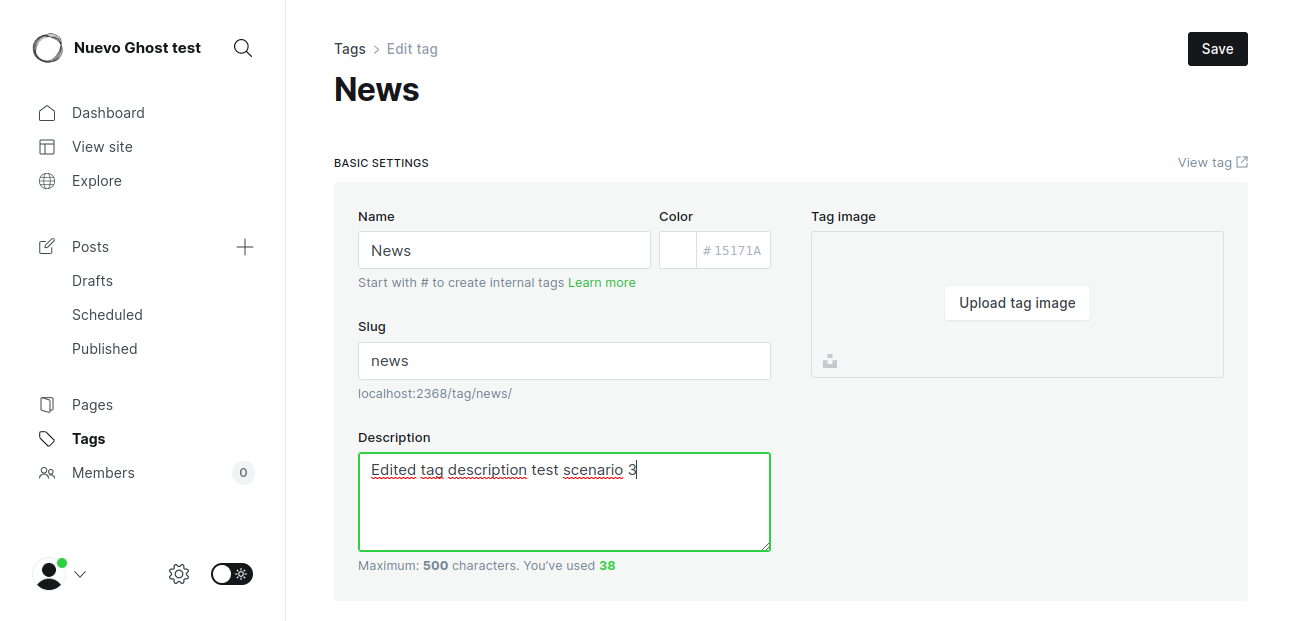 Nuevo Ghost test
Dashboard
View site
Explore
Posts
Drafts
Scheduled
Published
Pages
Tags
Members 0
Tags > Edit tag
Save
News
BASIC SETTINGS
View tag
Name
News
Start with # to create internal tags Learn more
Color
# 15171A
Slug
news
localhost:2368/tag/news/
Description
Edited tag description test scenario 3
Maximum: 500 characters. You've used 38
Tag image
Upload tag image